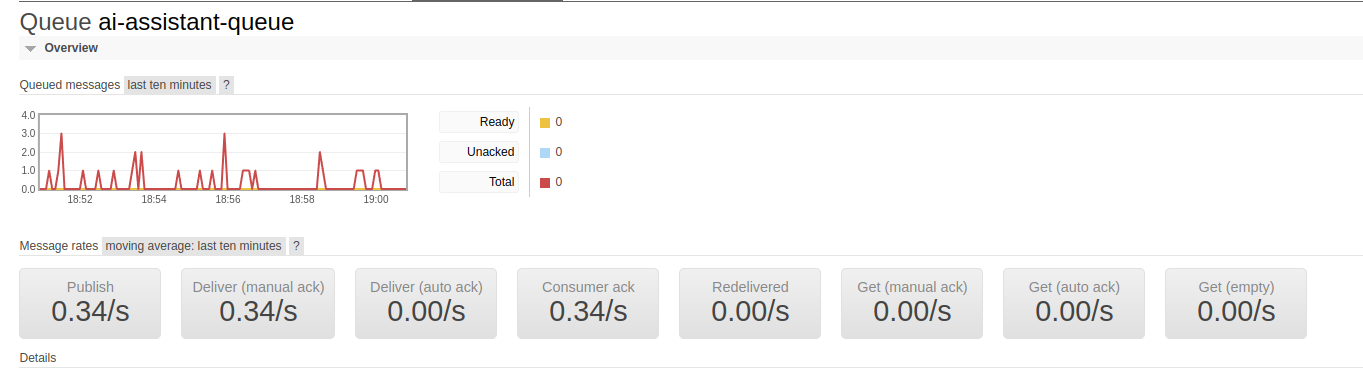 Queue ai-assistant-queue
Overview
Queued messages last ten minutes ?
4.0
3.0
2.0
1.0
0.0
18:52 18:54 18:56 18:58 19:00
Ready 0
Unacked 0
Total 0
Message rates moving average: last ten minutes ?
Publish Deliver (manual ack) Deliver (auto ack) Consumer ack Redelivered Get (manual ack) Get (auto ack) Get (empty)
0.34/s 0.34/s 0.00/s 0.34/s 0.00/s 0.00/s 0.00/s 0.00/s
Details